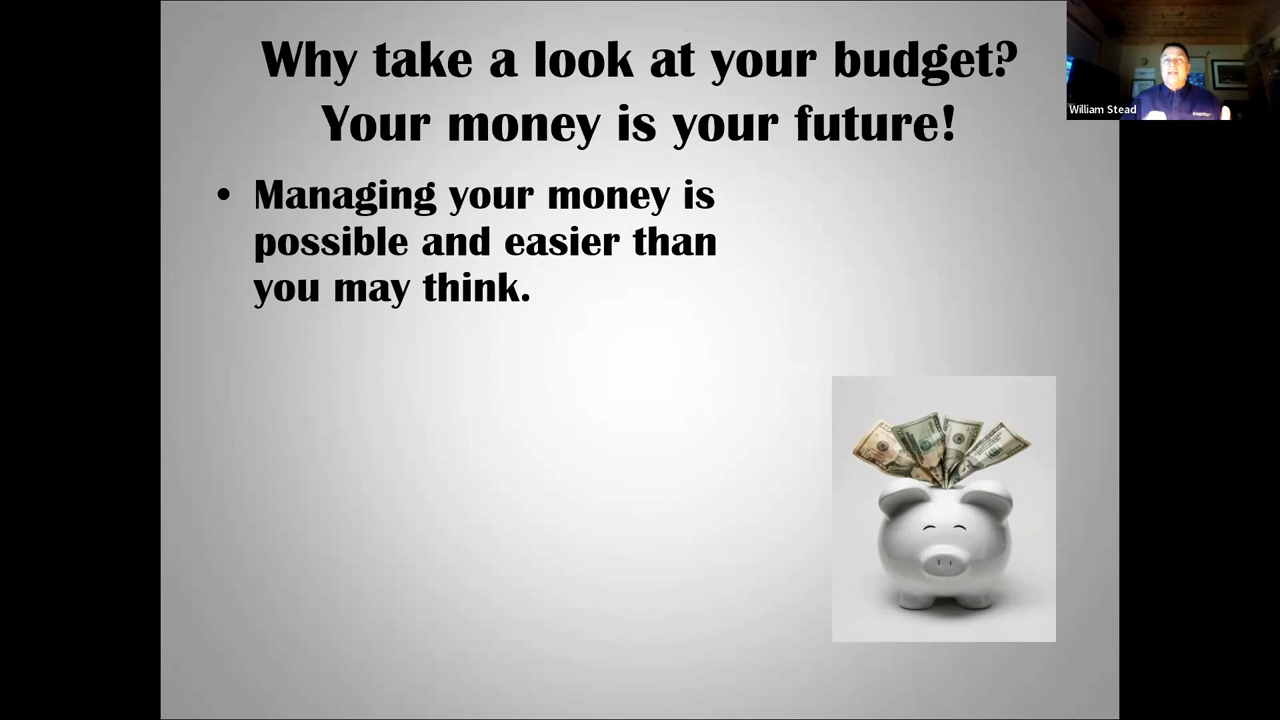 Why take a look at your budget?
Your money is your future!
William Stead
• Managing your money is
possible and easier than
you may think.